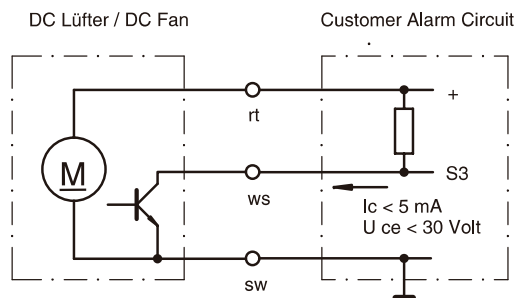 DC Lüfter / DC Fan
Customer Alarm Circuit
+
rt
M
S3
ws
Ic < 5 mA
U ce < 30 Volt
sw